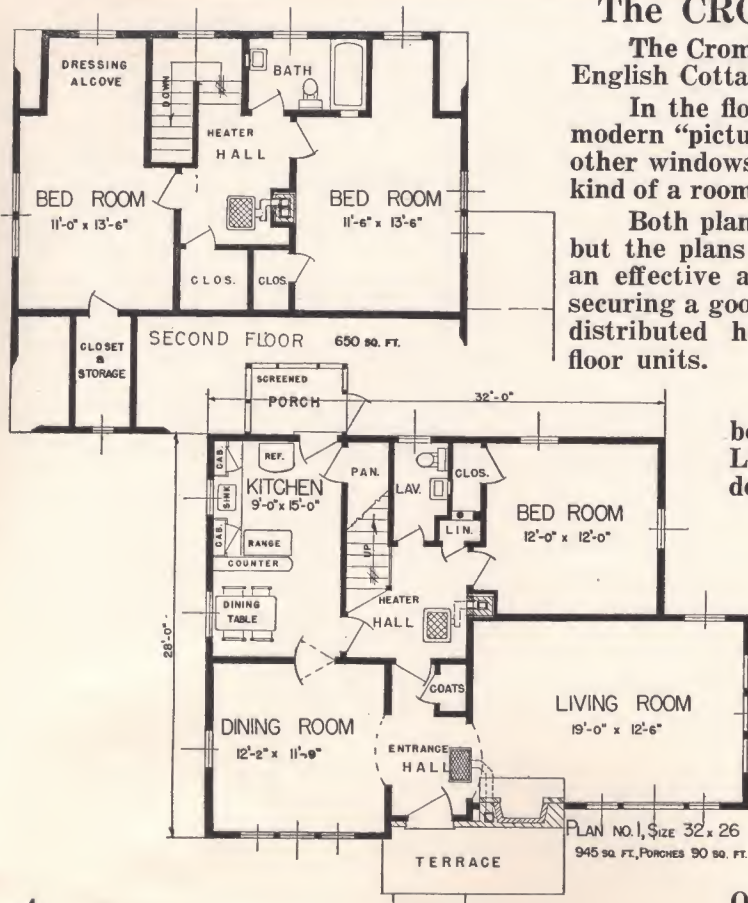 The CRO
The Crom
English Cotta
In the flo
modern "pictu
other windows
kind of a room
Both plan
but the plans
an effective a
securing a goo
distributed h
floor units.
be
L
de
DRESSING
ALCOVE
DOWN
BATH
HEATER
HALL
BED ROOM
11'-0" x 13'-6"
BED ROOM
11'-6" x 13'-6"
CLOS.
CLOS.
CLOSET
&
STORAGE
SECOND FLOOR 650 SQ. FT.
SCREENED
PORCH
32'-0"
28'-0"
CAB.
REF.
PAN.
LAV.
CLOS.
KITCHEN
9'-0" x 15'-0"
SINK
CAB.
RANGE
COUNTER
UP
LIN.
BED ROOM
12'-0" x 12'-0"
DINING
TABLE
HEATER
HALL
COATS
LIVING ROOM
19'-0" x 12'-6"
DINING ROOM
12'-2" x 11'-9"
ENTRANCE
HALL
TERRACE
PLAN NO. 1, SIZE 32 x 26
945 SQ. FT., PORCHES 90 SQ. FT.